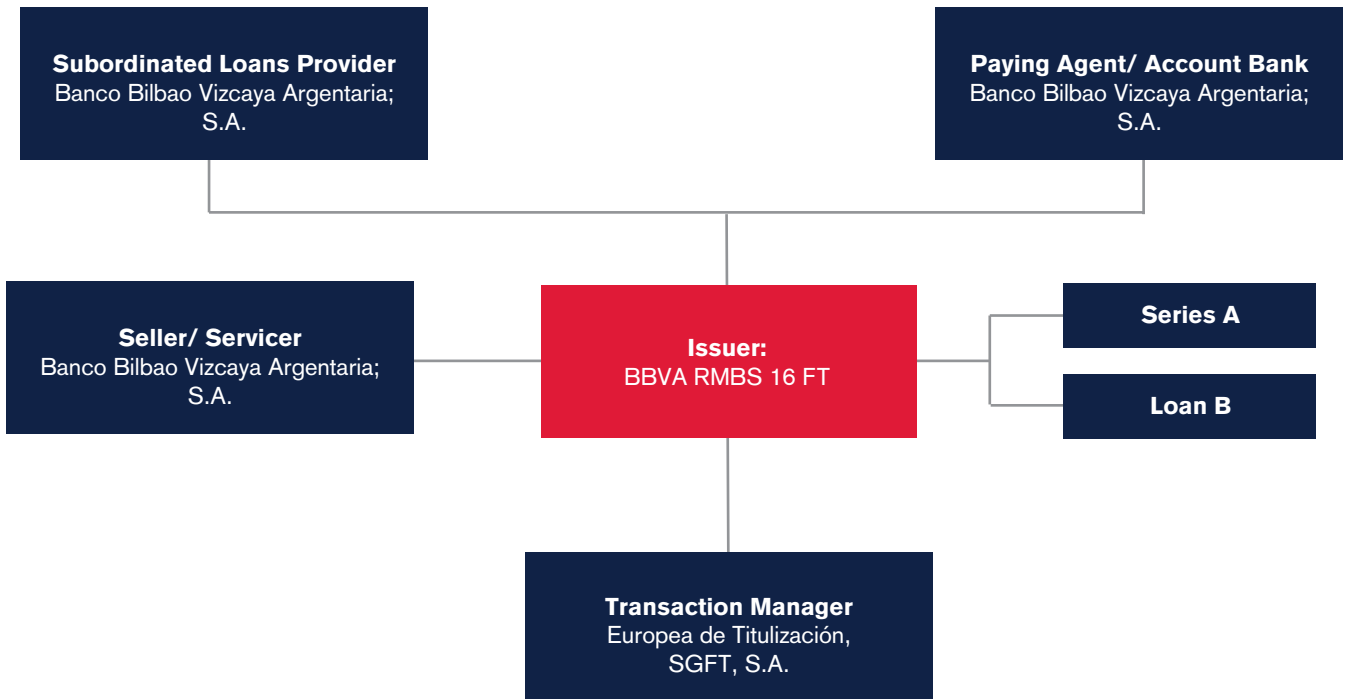 Subordinated Loans Provider
Banco Bilbao Vizcaya Argentaria;
S.A.
Paying Agent/ Account Bank
Banco Bilbao Vizcaya Argentaria;
S.A.
Seller/ Servicer
Banco Bilbao Vizcaya Argentaria;
S.A.
Issuer:
BBVA RMBS 16 FT
Series A
Loan B
Transaction Manager
Europea de Titulización,
SGFT, S.A.